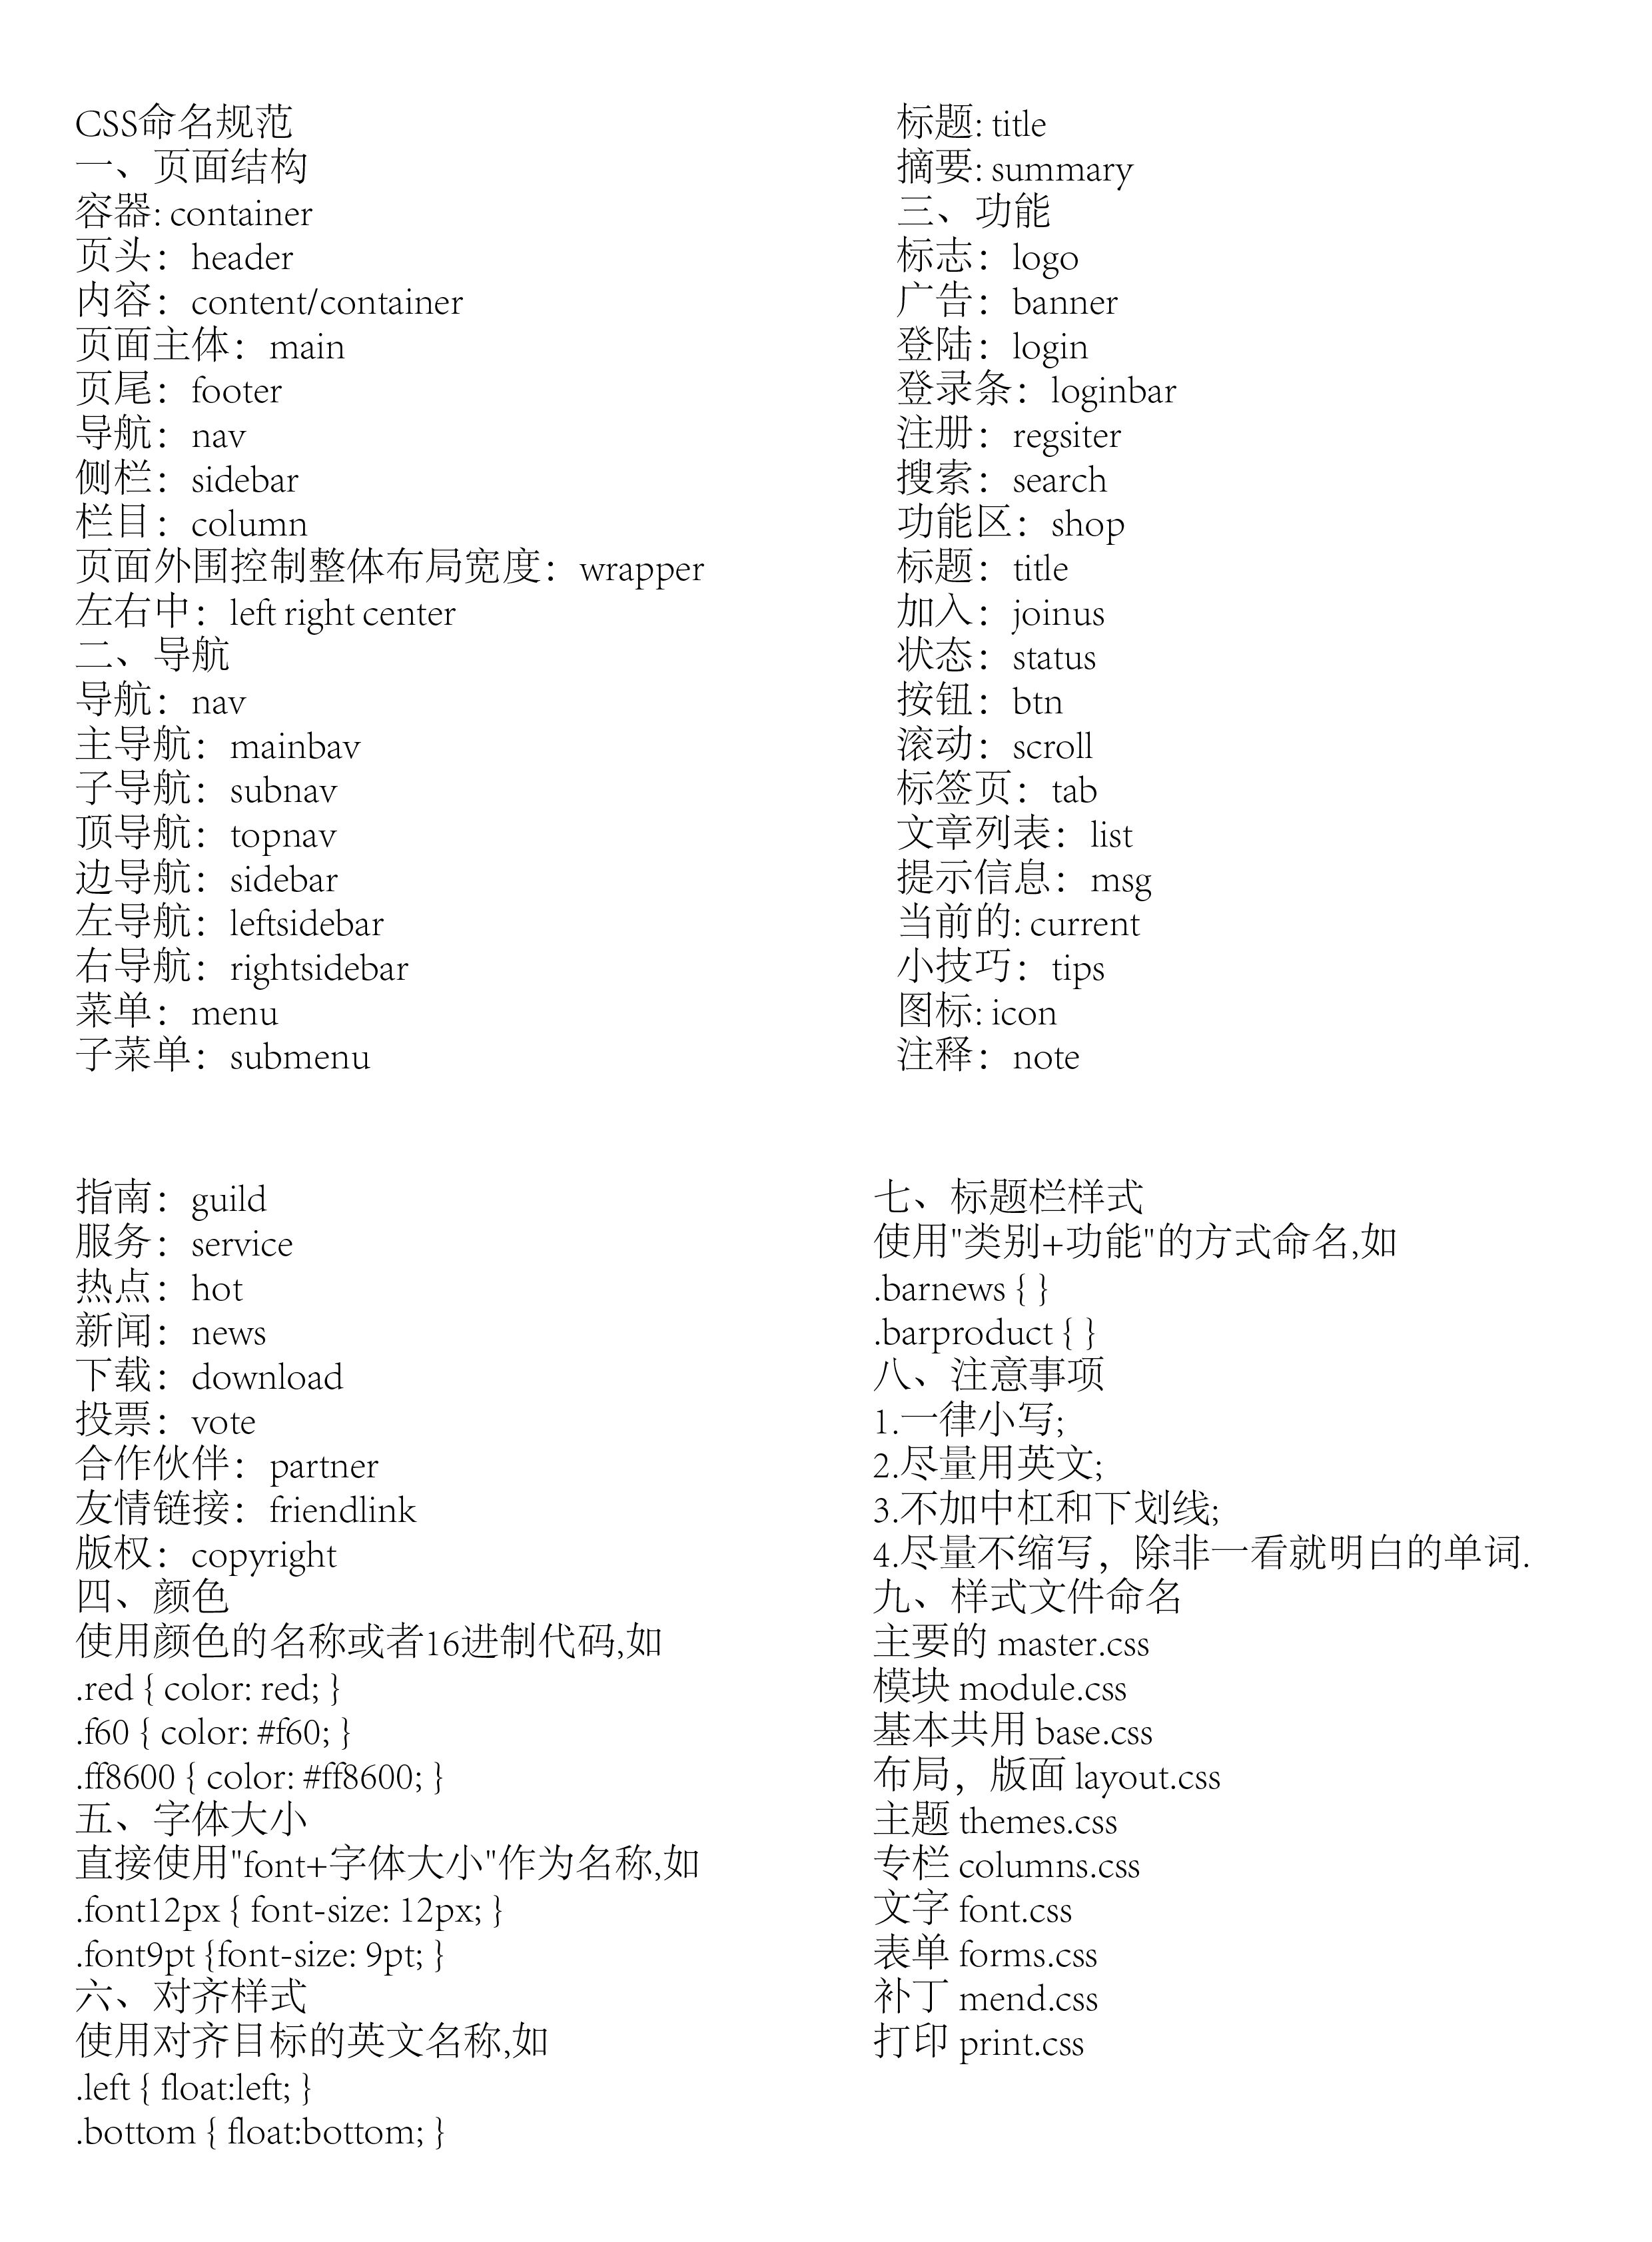 CSS命名规范
一、页面结构
容器: container
页头：header
内容：content/container
页面主体：main
页尾：footer
导航：nav
侧栏：sidebar
栏目：column
页面外围控制整体布局宽度：wrapper
左右中：left right center
二、导航
导航：nav
主导航：mainbav
子导航：subnav
顶导航：topnav
边导航：sidebar
左导航：leftsidebar
右导航：rightsidebar
菜单：menu
子菜单：submenu
标题: title
摘要: summary
三、功能
标志：logo
广告：banner
登陆：login
登录条：loginbar
注册：regsiter
搜索：search
功能区：shop
标题：title
加入：joinus
状态：status
按钮：btn
滚动：scroll
标签页：tab
文章列表：list
提示信息：msg
当前的: current
小技巧：tips
图标: icon
注释：note
指南：guild
服务：service
热点：hot
新闻：news
下载：download
投票：vote
合作伙伴：partner
友情链接：friendlink
版权：copyright
四、颜色
使用颜色的名称或者16进制代码,如
.red { color: red; }
.f60 { color: #f60; }
.ff8600 { color: #ff8600; }
五、字体大小
直接使用"font+字体大小"作为名称,如
.font12px { font-size: 12px; }
.font9pt {font-size: 9pt; }
六、对齐样式
使用对齐目标的英文名称,如
.left { float:left; }
.bottom { float:bottom; }
七、标题栏样式
使用"类别+功能"的方式命名,如
.barnews { }
.barproduct { }
八、注意事项
1.一律小写;
2.尽量用英文;
3.不加中杠和下划线;
4.尽量不缩写，除非一看就明白的单词.
九、样式文件命名
主要的 master.css
模块 module.css
基本共用 base.css
布局，版面 layout.css
主题 themes.css
专栏 columns.css
文字 font.css
表单 forms.css
补丁 mend.css
打印 print.css